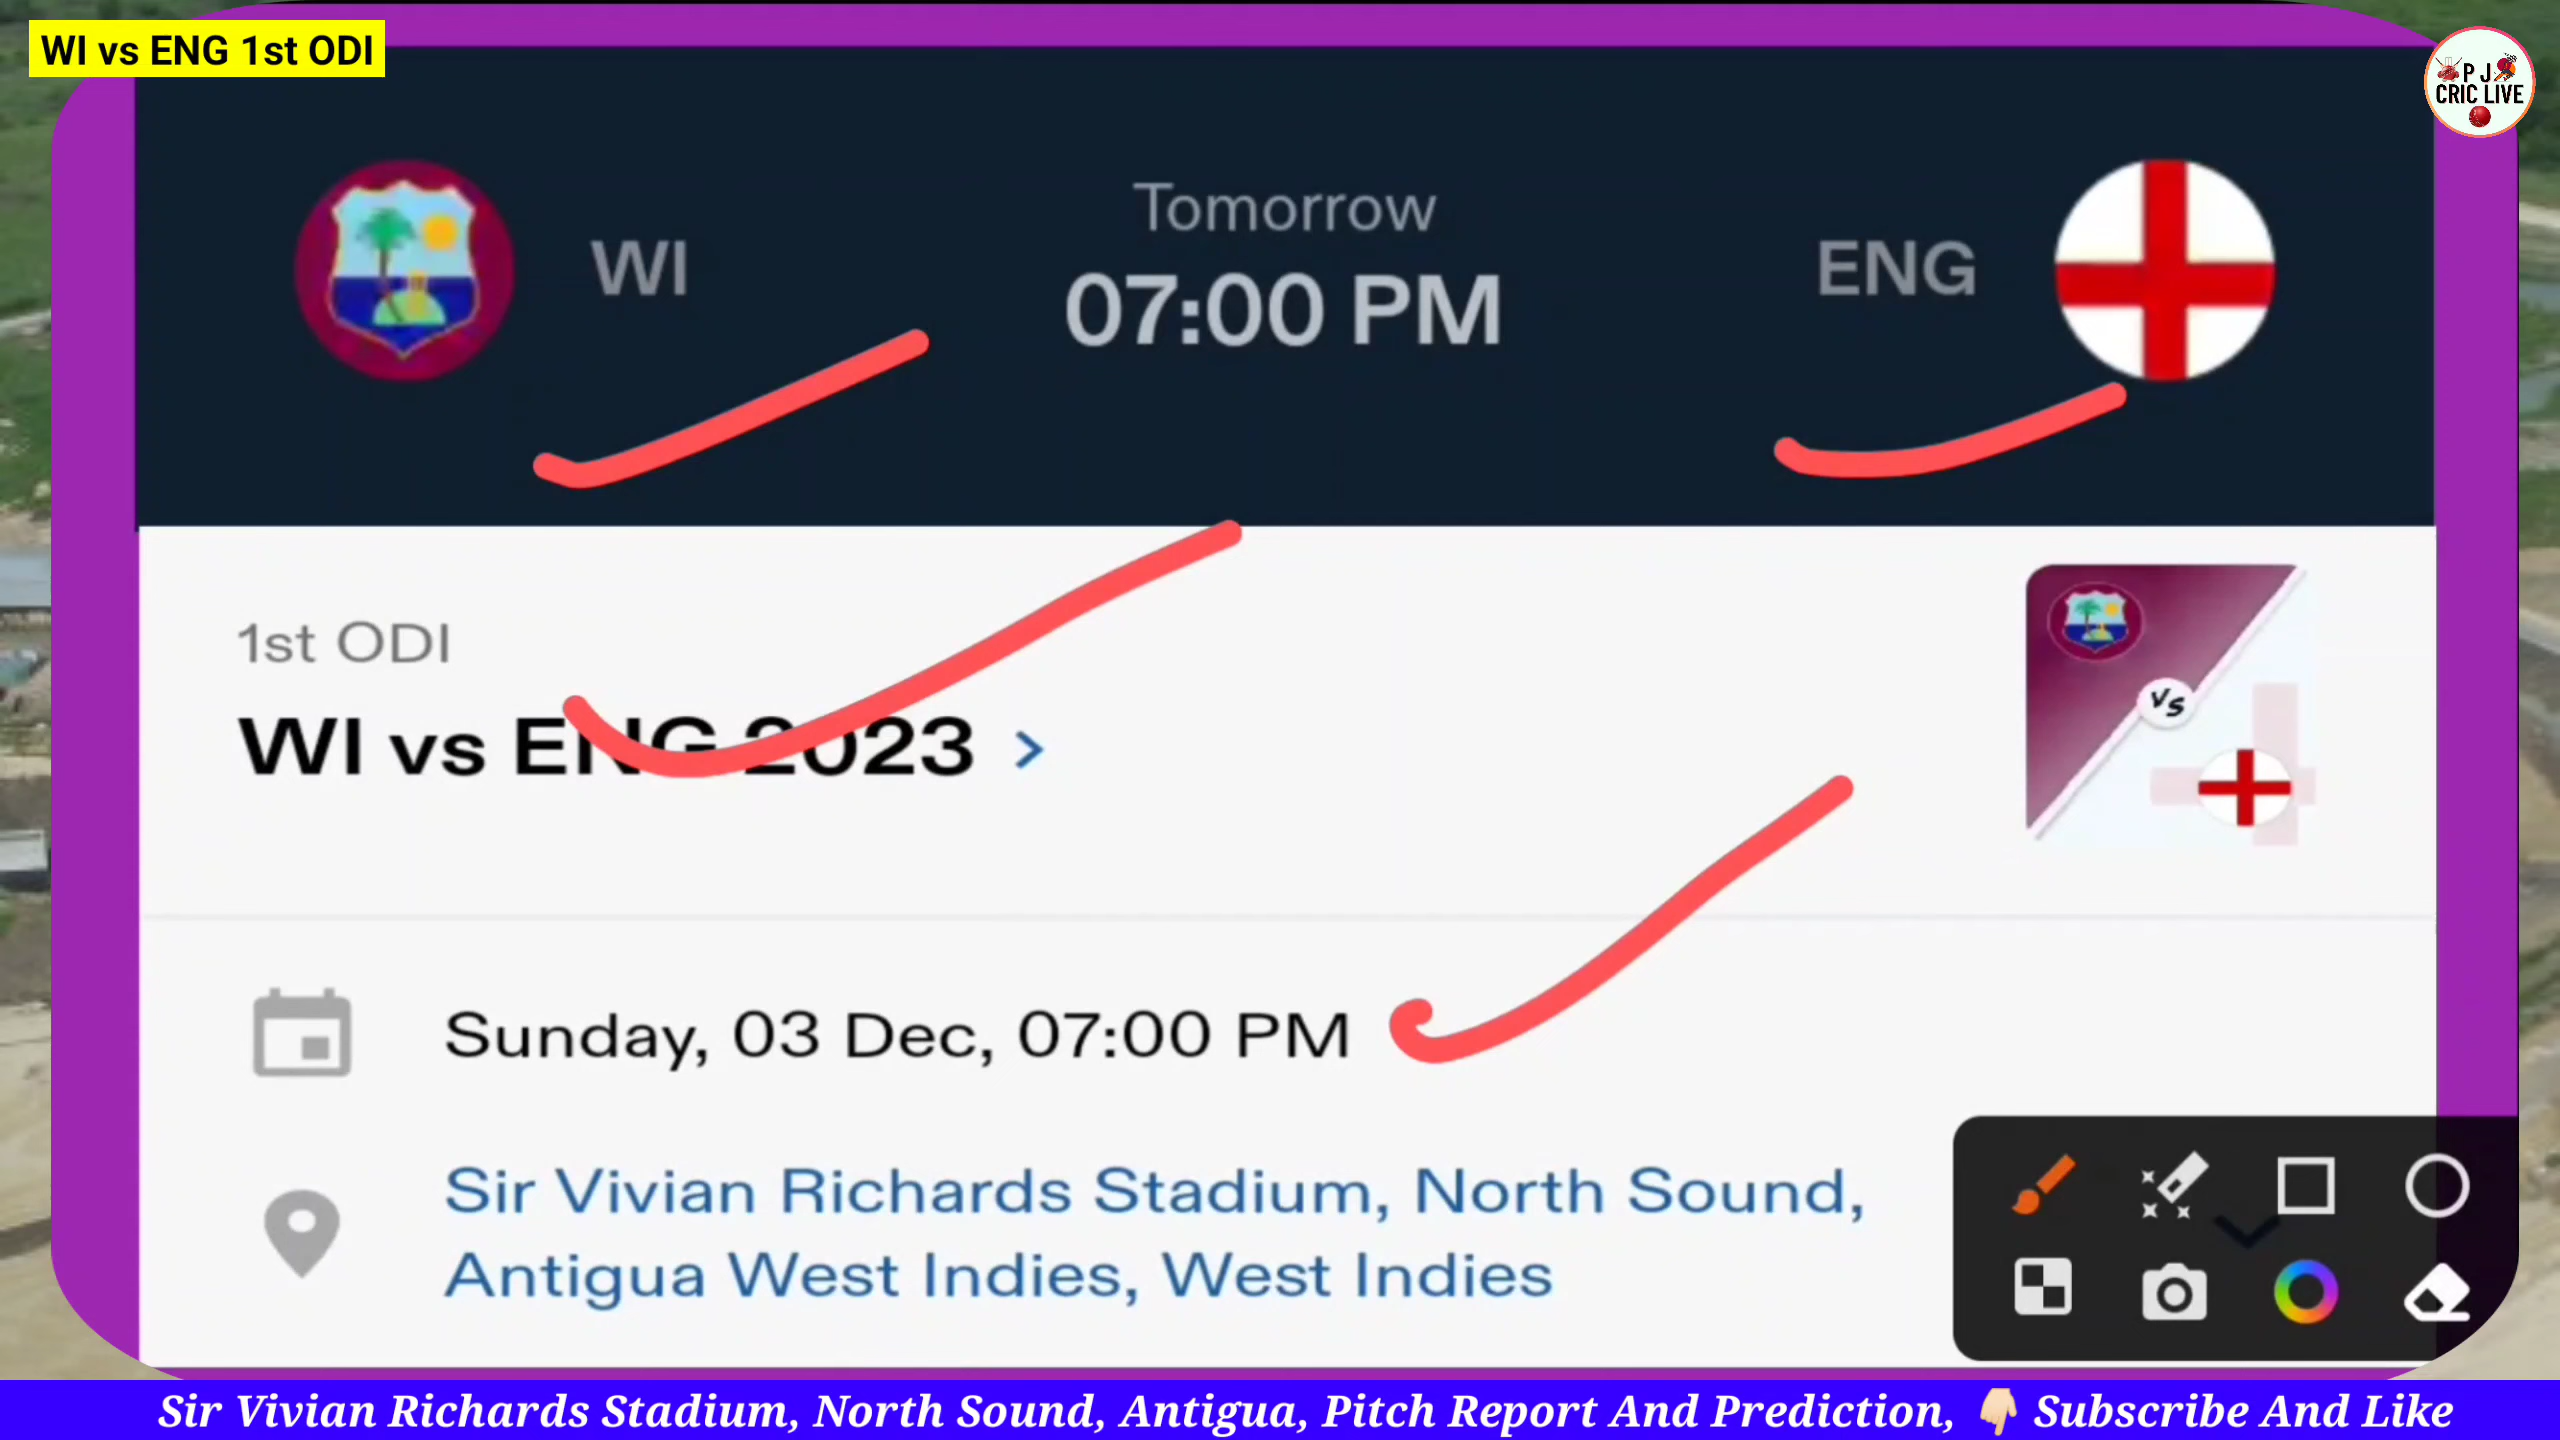 WI vs ENG 1st ODI
P J
CRIC LIVE
WI
Tomorrow
07:00 PM
ENG
1st ODI
WI vs ENG 2023
VS
Sunday, 03 Dec, 07:00 PM
Sir Vivian Richards Stadium, North Sound,
Antigua West Indies, West Indies
Sir Vivian Richards Stadium, North Sound, Antigua, Pitch Report And Prediction, 👇🏻 Subscribe And Like